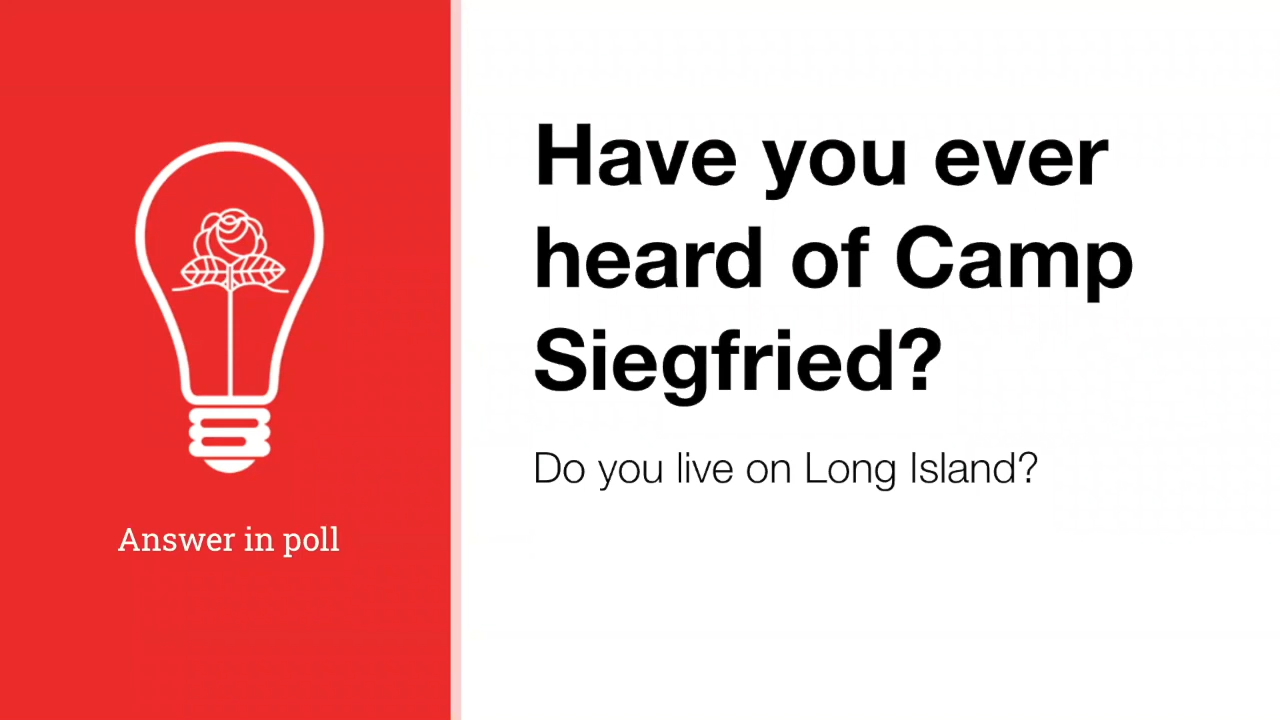 Have you ever
heard of Camp
Siegfried?
Do you live on Long Island?
Answer in poll